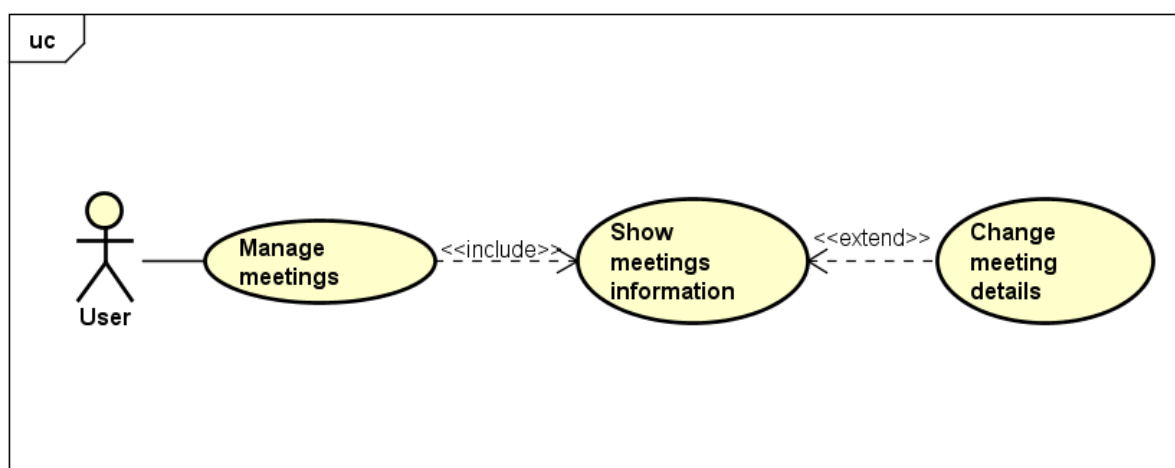 uc
Manage
meetings
<<include>>
Show
meetings
information
<<extend>>
Change
meeting
details
User